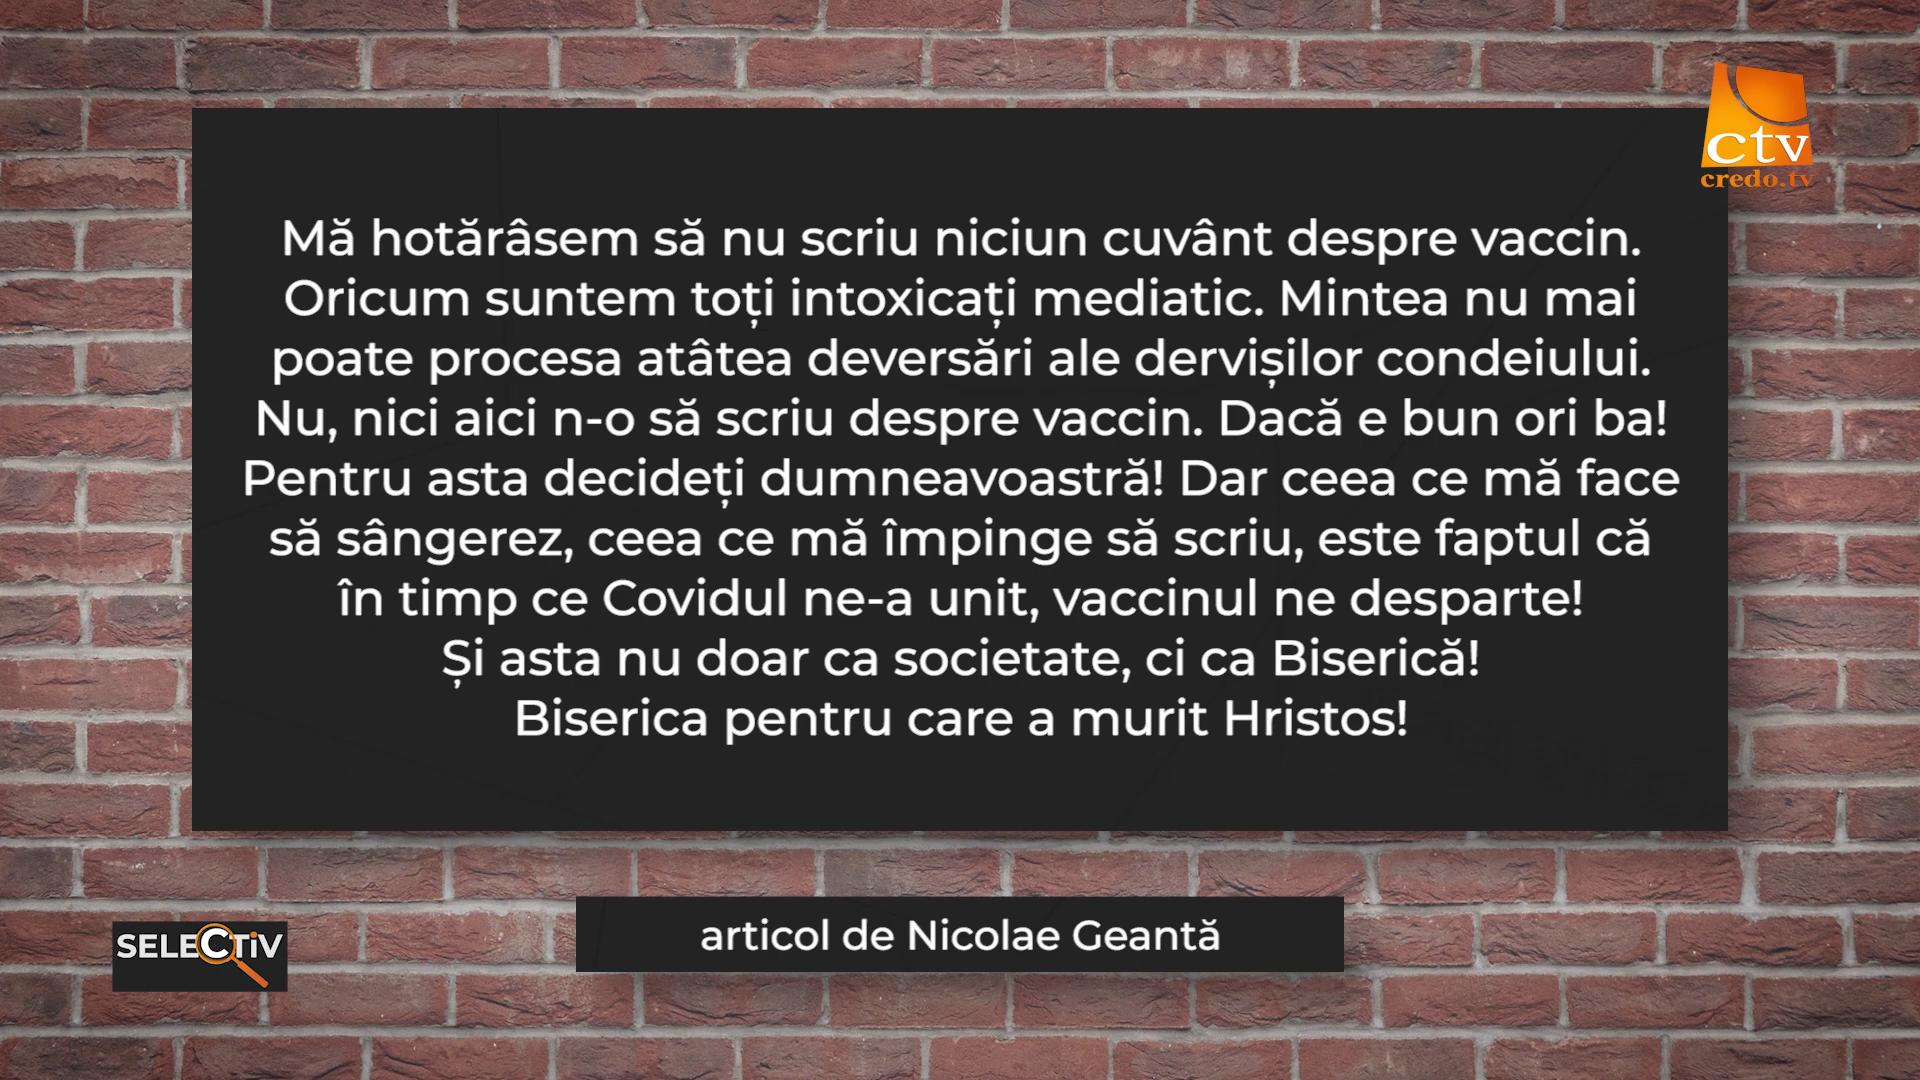 ctv
credo.tv
Mă hotărâsem să nu scriu niciun cuvânt despre vaccin.
Oricum suntem toți intoxicați mediatic. Mintea nu mai
poate procesa atâtea deversări ale dervișilor condeiului.
Nu, nici aici n-o să scriu despre vaccin. Dacă e bun ori ba!
Pentru asta decideți dumneavoastră! Dar ceea ce mă face
să sângerez, ceea ce mă împinge să scriu, este faptul că
în timp ce Covidul ne-a unit, vaccinul ne desparte!
Și asta nu doar ca societate, ci ca Biserică!
Biserica pentru care a murit Hristos!
articol de Nicolae Geantă
SELECTiV